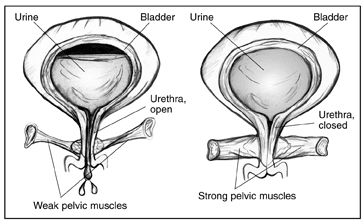 Urine
Bladder
Urethra,
open
Weak pelvic muscles
Urine
Bladder
Urethra,
closed
Strong pelvic muscles